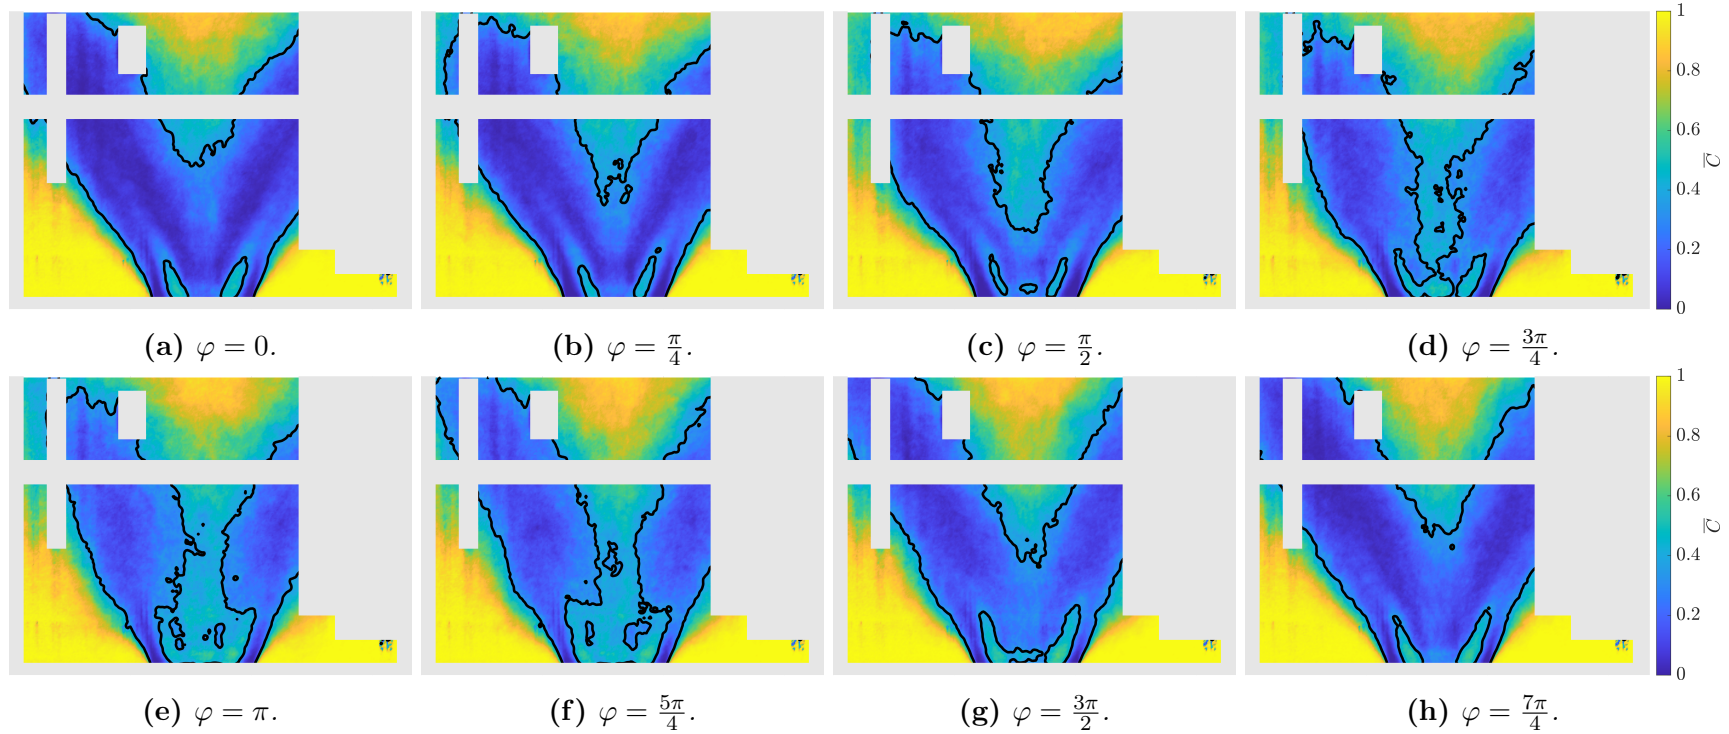 1
0.8
0.6
0.4
0.2
0
c̅
(a) φ = 0.
(b) φ = π/4.
(c) φ = π/2.
(d) φ = 3π/4.
1
0.8
0.6
0.4
0.2
0
c̅
(e) φ = π.
(f) φ = 5π/4.
(g) φ = 3π/2.
(h) φ = 7π/4.